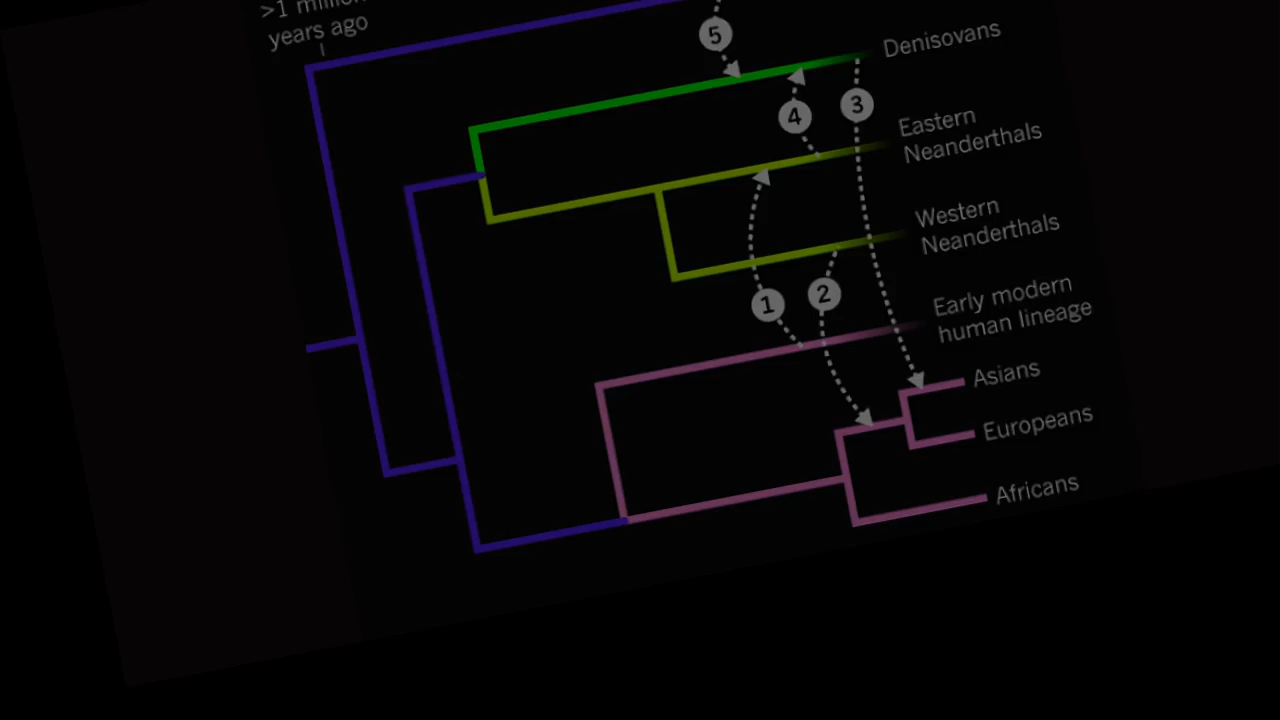 >1
years ago
5
Denisovans
4
3
Eastern
Neanderthals
Western
Neanderthals
1
2
Early modern
human lineage
Asians
Europeans
Africans